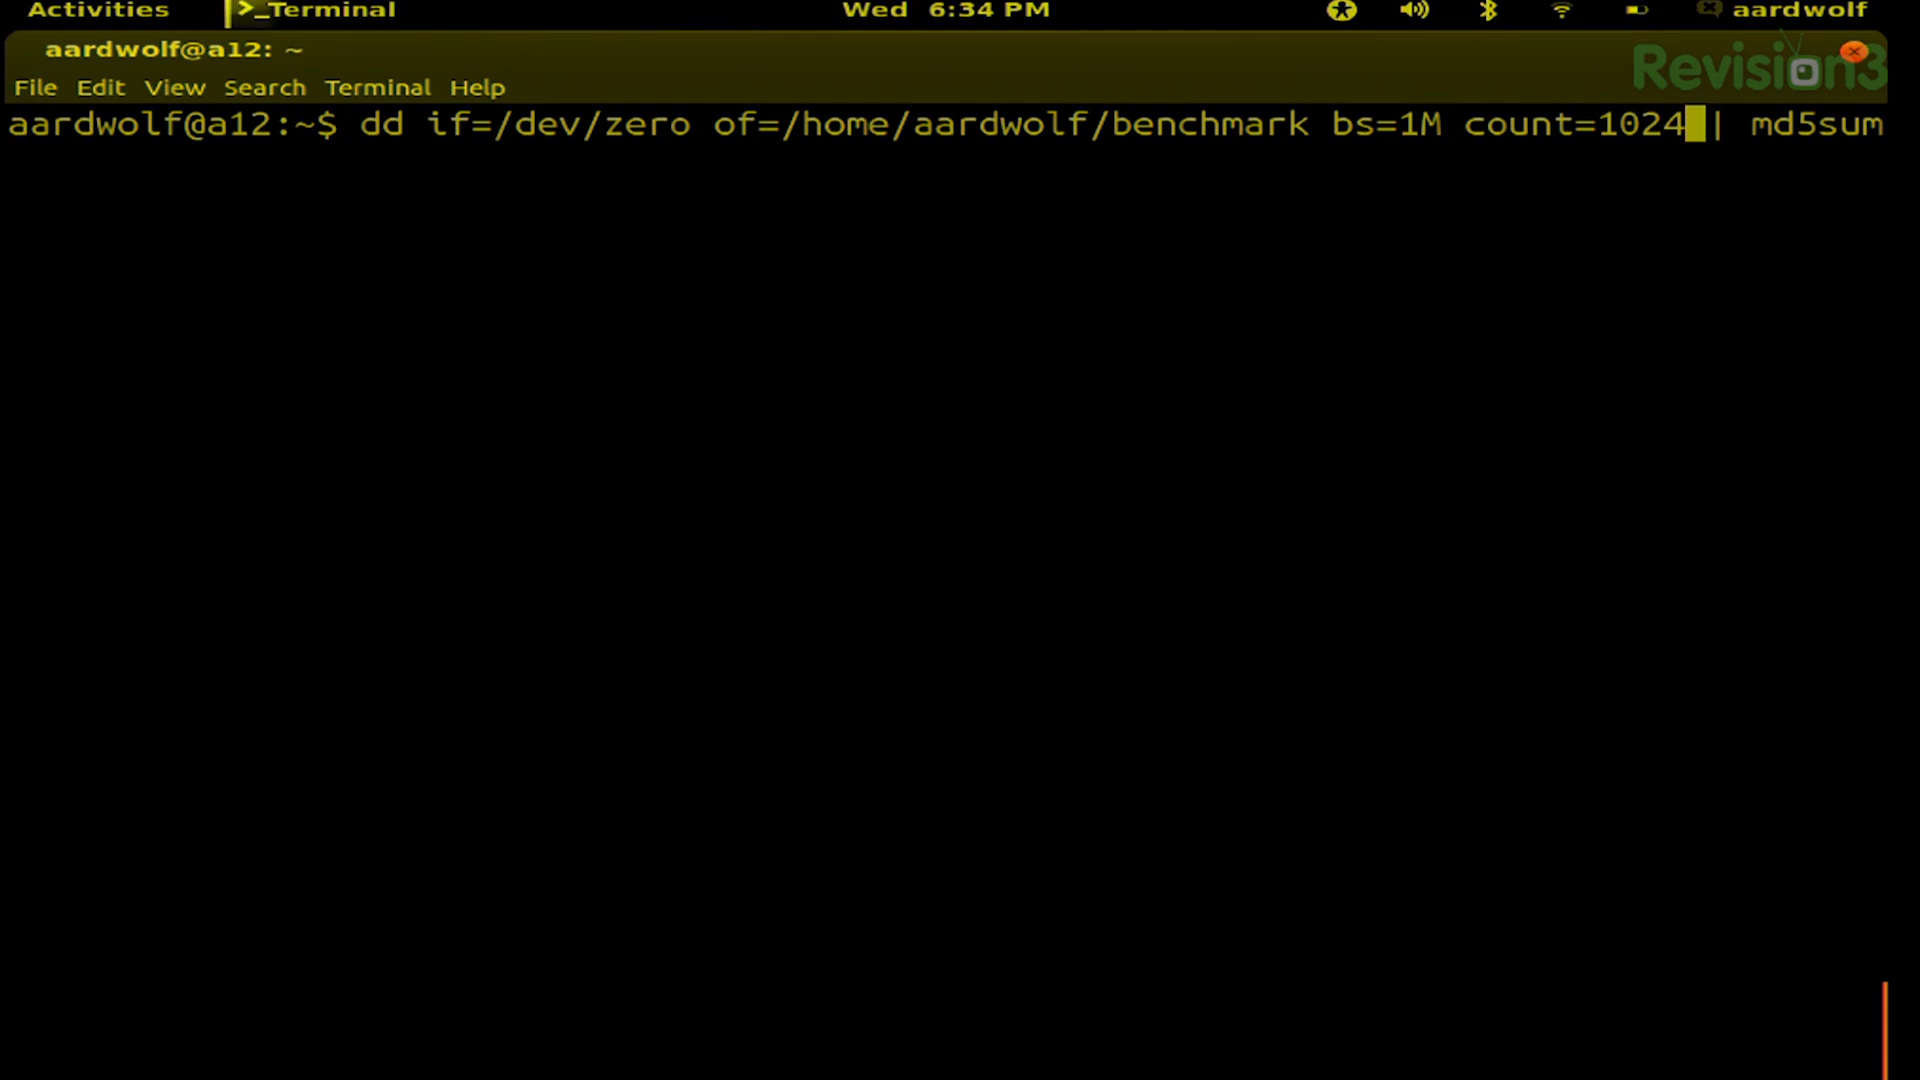 Activities >_Terminal Wed 6:34 PM aardwolf
aardwolf@a12: ~
Revision3
File Edit View Search Terminal Help
aardwolf@a12:~$ dd if=/dev/zero of=/home/aardwolf/benchmark bs=1M count=1024 | md5sum